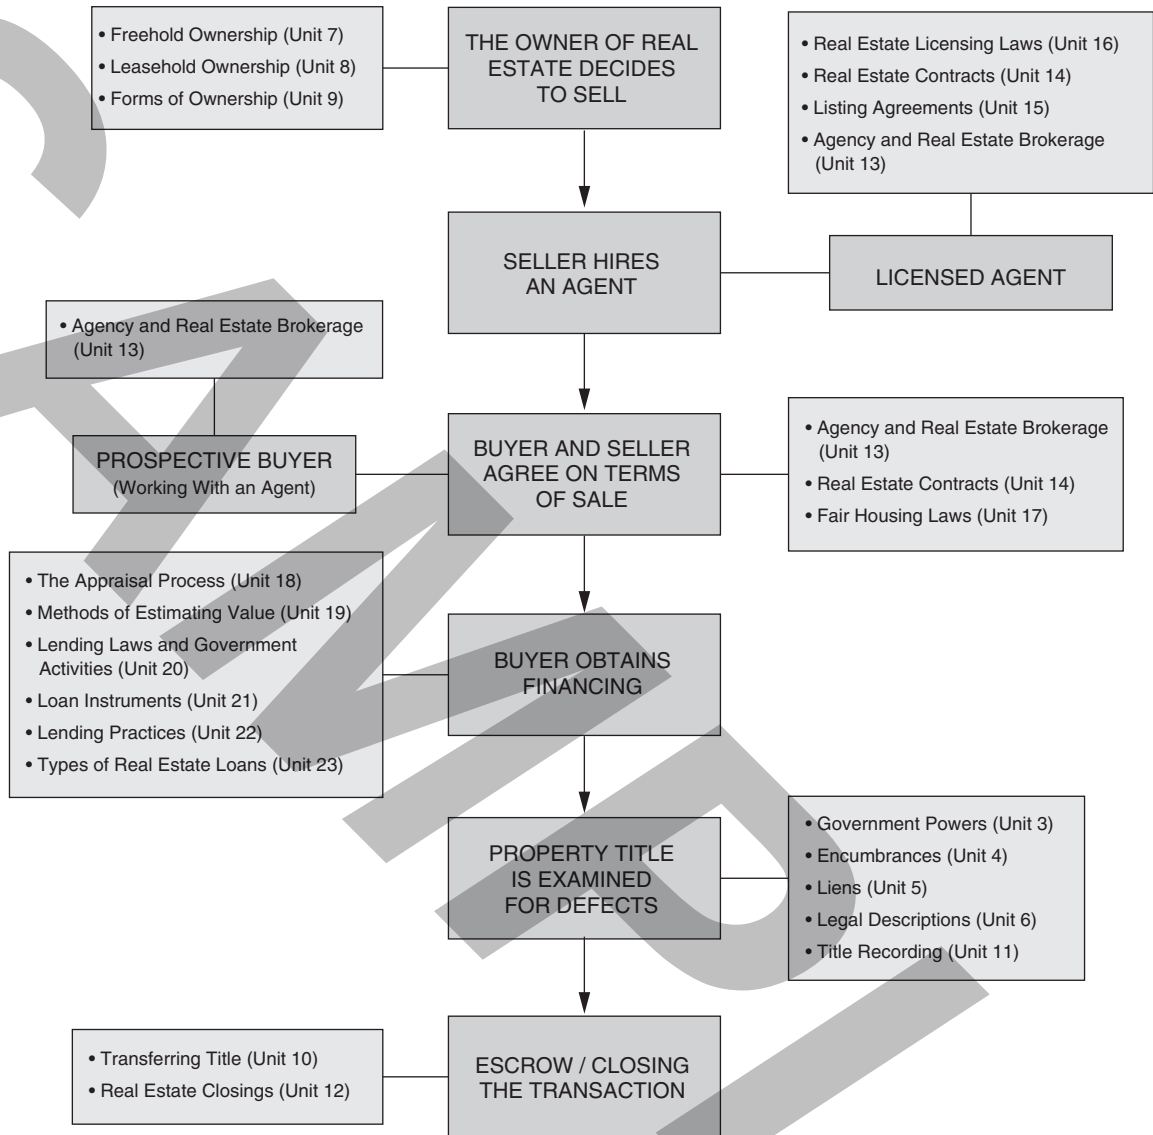 • Freehold Ownership (Unit 7)
• Leasehold Ownership (Unit 8)
• Forms of Ownership (Unit 9)
THE OWNER OF REAL
ESTATE DECIDES
TO SELL
• Real Estate Licensing Laws (Unit 16)
• Real Estate Contracts (Unit 14)
• Listing Agreements (Unit 15)
• Agency and Real Estate Brokerage
(Unit 13)
SELLER HIRES
AN AGENT
LICENSED AGENT
• Agency and Real Estate Brokerage
(Unit 13)
PROSPECTIVE BUYER
(Working With an Agent)
BUYER AND SELLER
AGREE ON TERMS
OF SALE
• Agency and Real Estate Brokerage
(Unit 13)
• Real Estate Contracts (Unit 14)
• Fair Housing Laws (Unit 17)
• The Appraisal Process (Unit 18)
• Methods of Estimating Value (Unit 19)
• Lending Laws and Government
Activities (Unit 20)
• Loan Instruments (Unit 21)
• Lending Practices (Unit 22)
• Types of Real Estate Loans (Unit 23)
BUYER OBTAINS
FINANCING
PROPERTY TITLE
IS EXAMINED
FOR DEFECTS
• Government Powers (Unit 3)
• Encumbrances (Unit 4)
• Liens (Unit 5)
• Legal Descriptions (Unit 6)
• Title Recording (Unit 11)
• Transferring Title (Unit 10)
• Real Estate Closings (Unit 12)
ESCROW / CLOSING
THE TRANSACTION